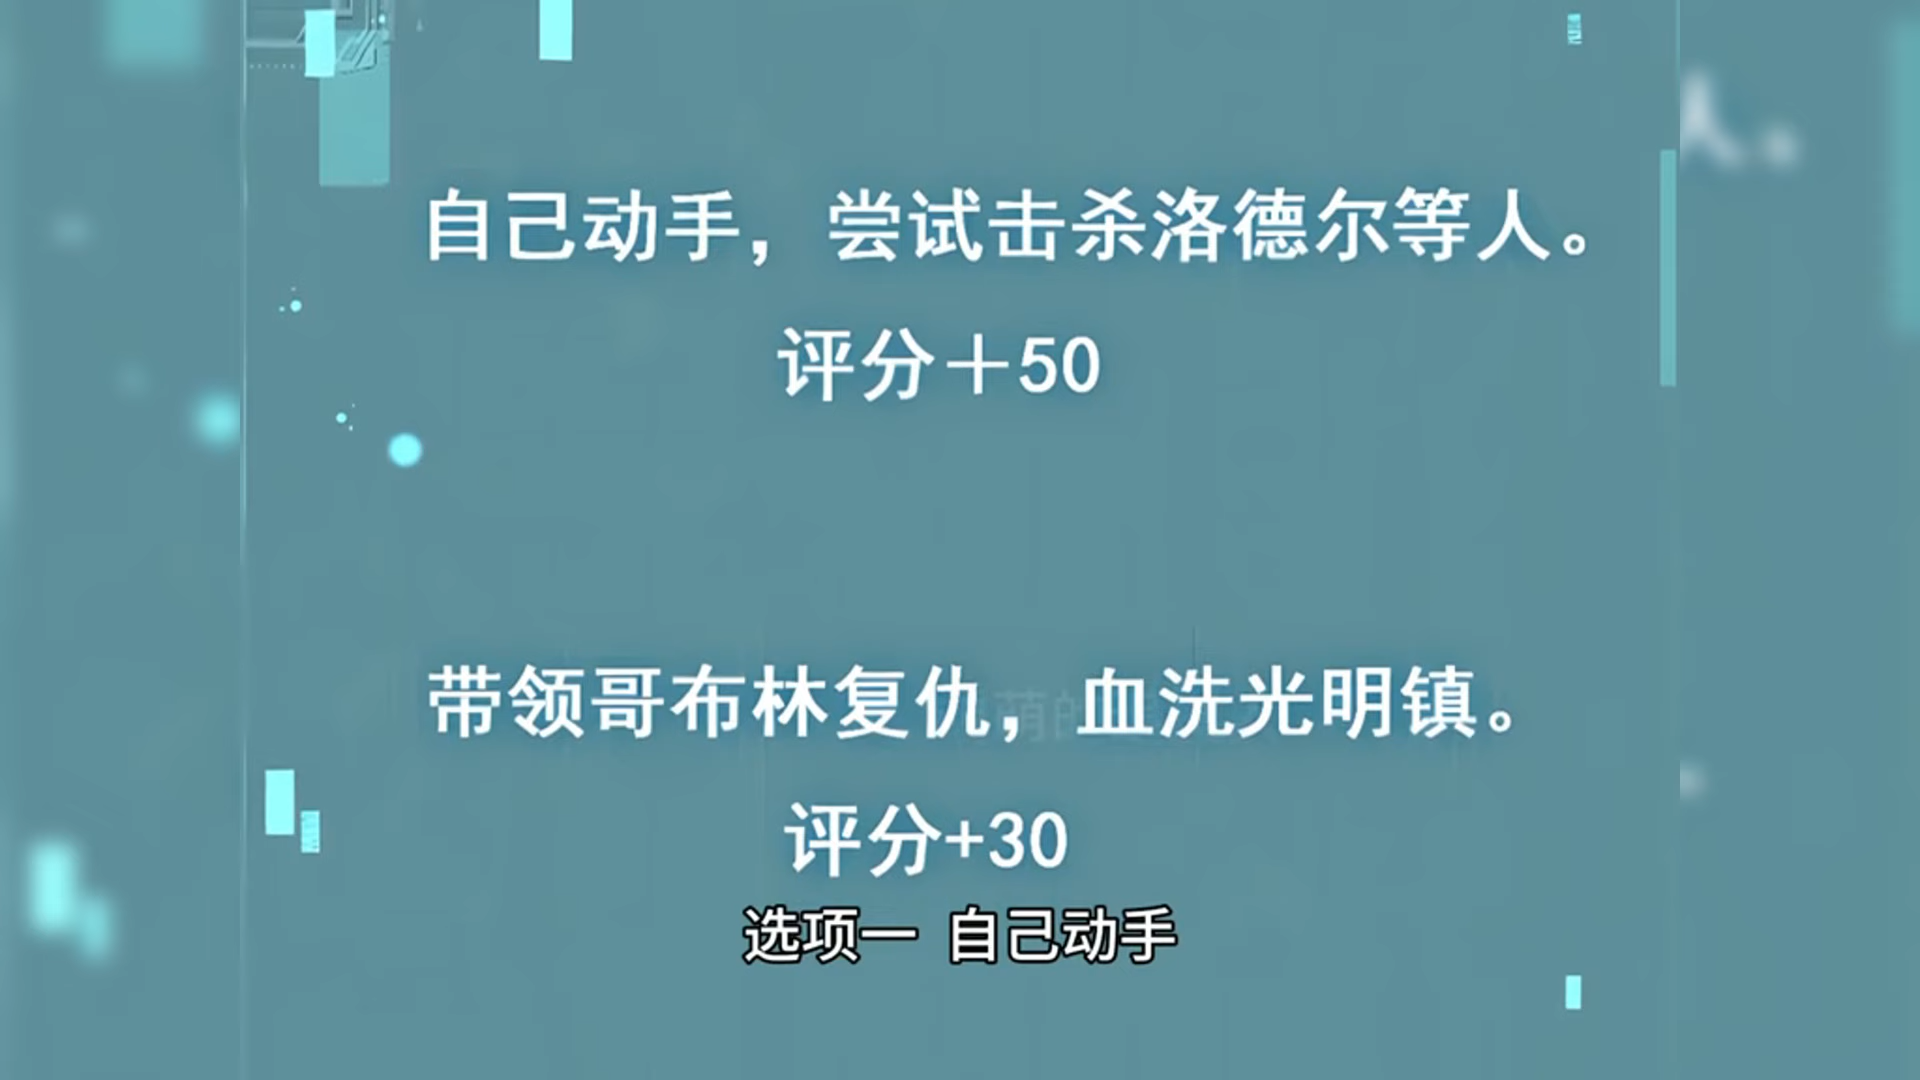 自己动手，尝试击杀洛德尔等人。
评分＋50
带领哥布林复仇，血洗光明镇。
评分+30
选项一 自己动手